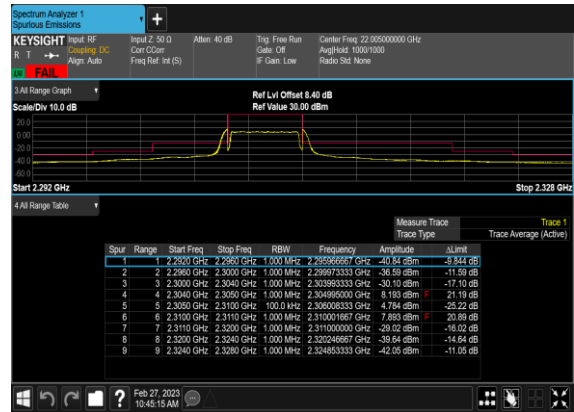 Spectrum Analyzer 1
Spurious Emissions
+
KEYSIGHT Input: RF Input Z: 50 Ω Atten: 40 dB Trig: Free Run Center Freq: 22.005000000 GHz
R T Coupling: DC Corr CCorr Gate: Off Avg|Hold: 1000/1000
Align: Auto Freq Ref: Int (S) IF Gain: Low Radio Std: None
FAIL
3.All Range Graph
Ref Lvl Offset 8.40 dB
Scale/Div 10.0 dB Ref Value 30.00 dBm
20.0
0.00
-20.0
-40.0
-60.0
Start 2.292 GHz Stop 2.328 GHz
4.All Range Table
Measure Trace Trace 1
Trace Type Trace Average (Active)
Spur Range Start Freq Stop Freq RBW Frequency Amplitude ΔLimit
1 1 2.2920 GHz 2.2960 GHz 1.000 MHz 2.295966667 GHz -40.84 dBm -9.844 dB
2 2 2.2960 GHz 2.3000 GHz 1.000 MHz 2.299973333 GHz -36.59 dBm -11.59 dB
3 3 2.3000 GHz 2.3040 GHz 1.000 MHz 2.303993333 GHz -30.10 dBm -17.10 dB
4 4 2.3040 GHz 2.3050 GHz 1.000 MHz 2.304995000 GHz 8.193 dBm F 21.19 dB
5 5 2.3050 GHz 2.3100 GHz 100.0 kHz 2.306008333 GHz 4.784 dBm -25.22 dB
6 6 2.3100 GHz 2.3110 GHz 1.000 MHz 2.310001667 GHz 7.893 dBm F 20.89 dB
7 7 2.3110 GHz 2.3200 GHz 1.000 MHz 2.311000000 GHz -29.02 dBm -16.02 dB
8 8 2.3200 GHz 2.3240 GHz 1.000 MHz 2.320246667 GHz -39.64 dBm -14.64 dB
9 9 2.3240 GHz 2.3280 GHz 1.000 MHz 2.324853333 GHz -42.05 dBm -11.05 dB
? Feb 27, 2023
10:45:15 AM